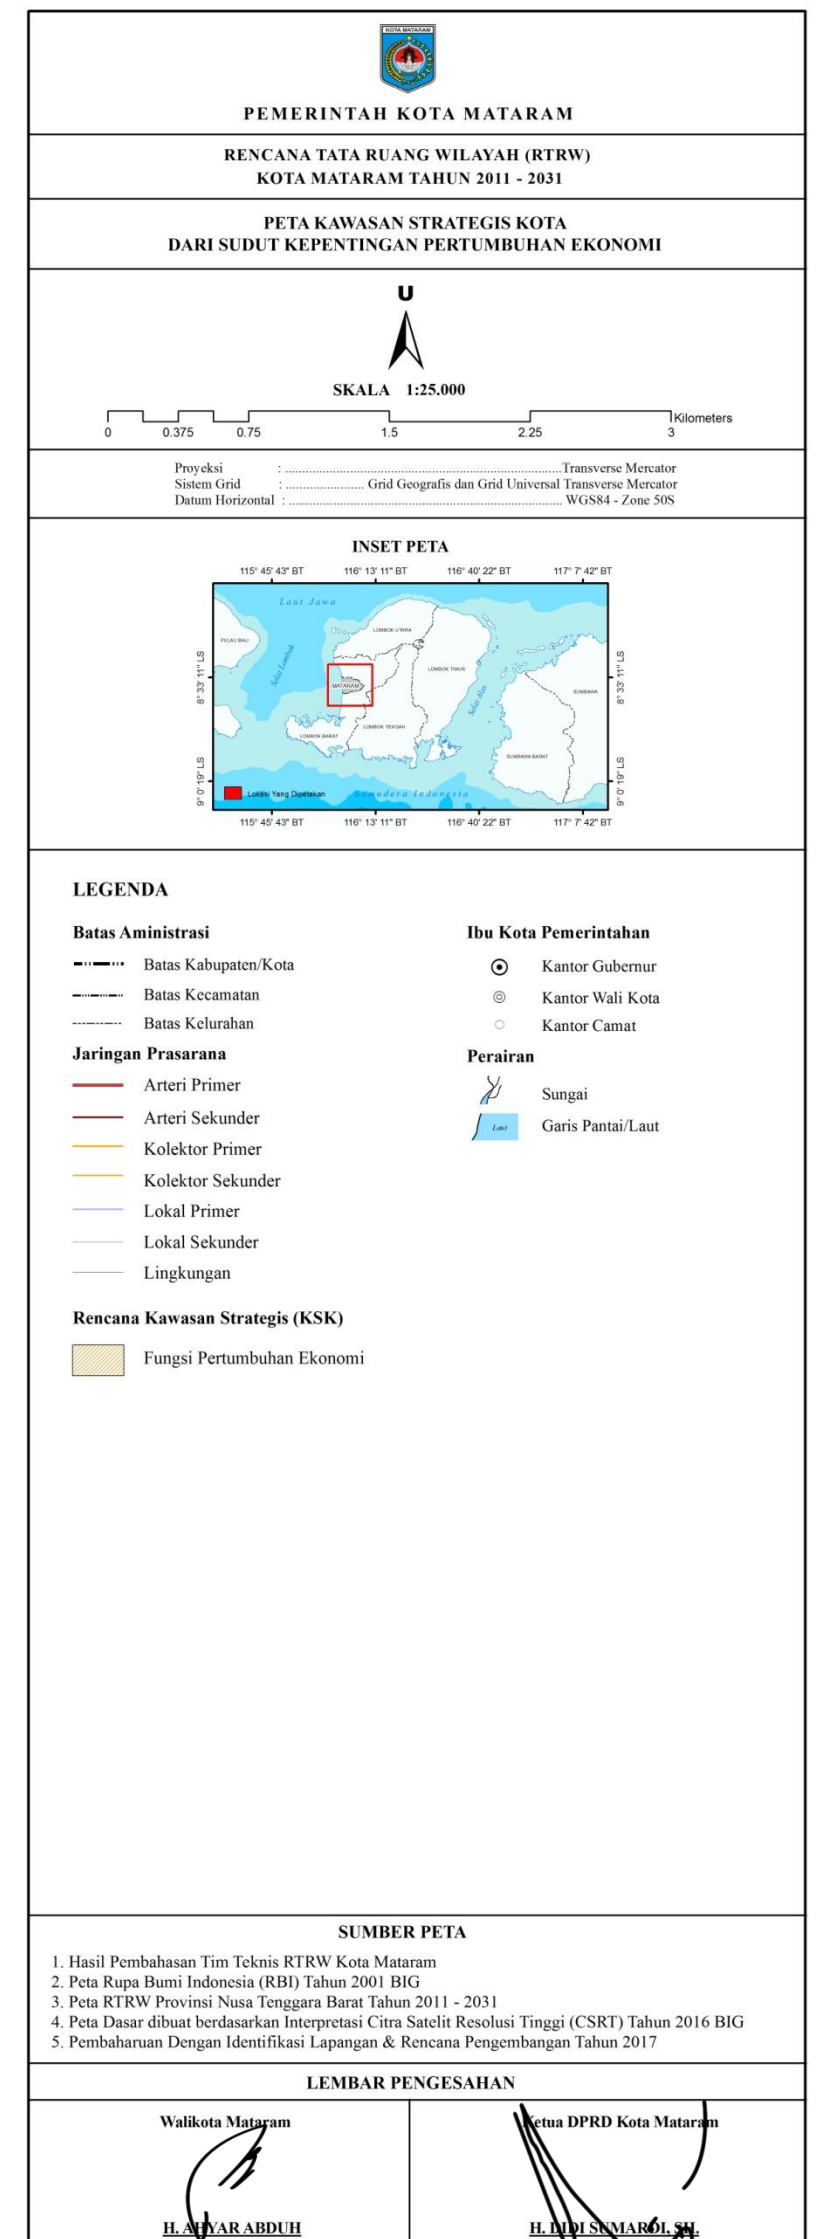 KOTA MATARAM
PEMERINTAH KOTA MATARAM
RENCANA TATA RUANG WILAYAH (RTRW)
KOTA MATARAM TAHUN 2011 - 2031
PETA KAWASAN STRATEGIS KOTA
DARI SUDUT KEPENTINGAN PERTUMBUHAN EKONOMI
U
SKALA 1:25.000
Kilometers
0 0.375 0.75 1.5 2.25 3
Proyeksi : ................................................................................Transverse Mercator
Sistem Grid : ....................... Grid Geografis dan Grid Universal Transverse Mercator
Datum Horizontal : ................................................................................ WGS84 - Zone 50S
INSET PETA
115° 45' 43" BT 116° 13' 11" BT 116° 40' 22" BT 117° 7' 42" BT
Laut Jawa
LOMBOK UTARA
PULAU BALI
8° 33' 11" LS
Selat Lombok
LOMBOK TIMUR
8° 33' 11" LS
MATARAM
SUMBAWA
Selat Alas
LOMBOK TENGAH
LOMBOK BARAT
SUMBAWA BARAT
9° 0' 19" LS
Lokasi Yang Dipetakan
Samudera Indonesia
9° 0' 19" LS
115° 45' 43" BT 116° 13' 11" BT 116° 40' 22" BT 117° 7' 42" BT
LEGENDA
Batas Aministrasi
Batas Kabupaten/Kota
Batas Kecamatan
Batas Kelurahan
Jaringan Prasarana
Arteri Primer
Arteri Sekunder
Kolektor Primer
Kolektor Sekunder
Lokal Primer
Lokal Sekunder
Lingkungan
Rencana Kawasan Strategis (KSK)
Fungsi Pertumbuhan Ekonomi
Ibu Kota Pemerintahan
Kantor Gubernur
Kantor Wali Kota
Kantor Camat
Perairan
Sungai
Laut
Garis Pantai/Laut
SUMBER PETA
1. Hasil Pembahasan Tim Teknis RTRW Kota Mataram
2. Peta Rupa Bumi Indonesia (RBI) Tahun 2001 BIG
3. Peta RTRW Provinsi Nusa Tenggara Barat Tahun 2011 - 2031
4. Peta Dasar dibuat berdasarkan Interpretasi Citra Satelit Resolusi Tinggi (CSRT) Tahun 2016 BIG
5. Pembaharuan Dengan Identifikasi Lapangan & Rencana Pengembangan Tahun 2017
LEMBAR PENGESAHAN
Walikota Mataram
H. AHYAR ABDUH
Ketua DPRD Kota Mataram
H. DIDI SUMARDI, SH.